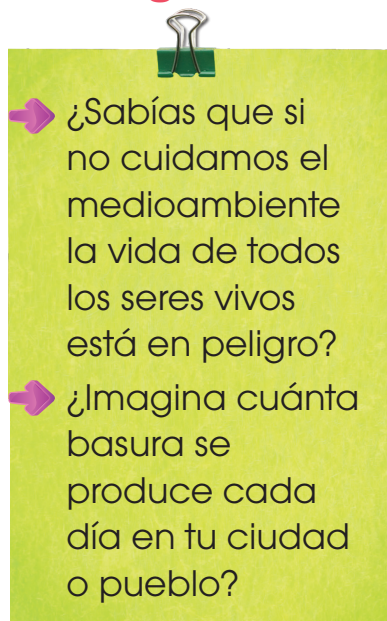 ¿Sabías que si
no cuidamos el
medioambiente
la vida de todos
los seres vivos
está en peligro?
¿Imagina cuánta
basura se
produce cada
día en tu ciudad
o pueblo?